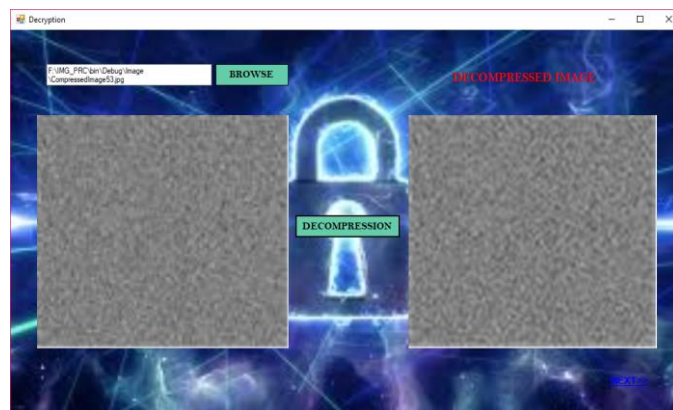 Decryption
F:\IMG_PRC\bin\Debug\Image
\CompressedImage53.jpg
BROWSE
DECOMPRESSED IMAGE
DECOMPRESSION